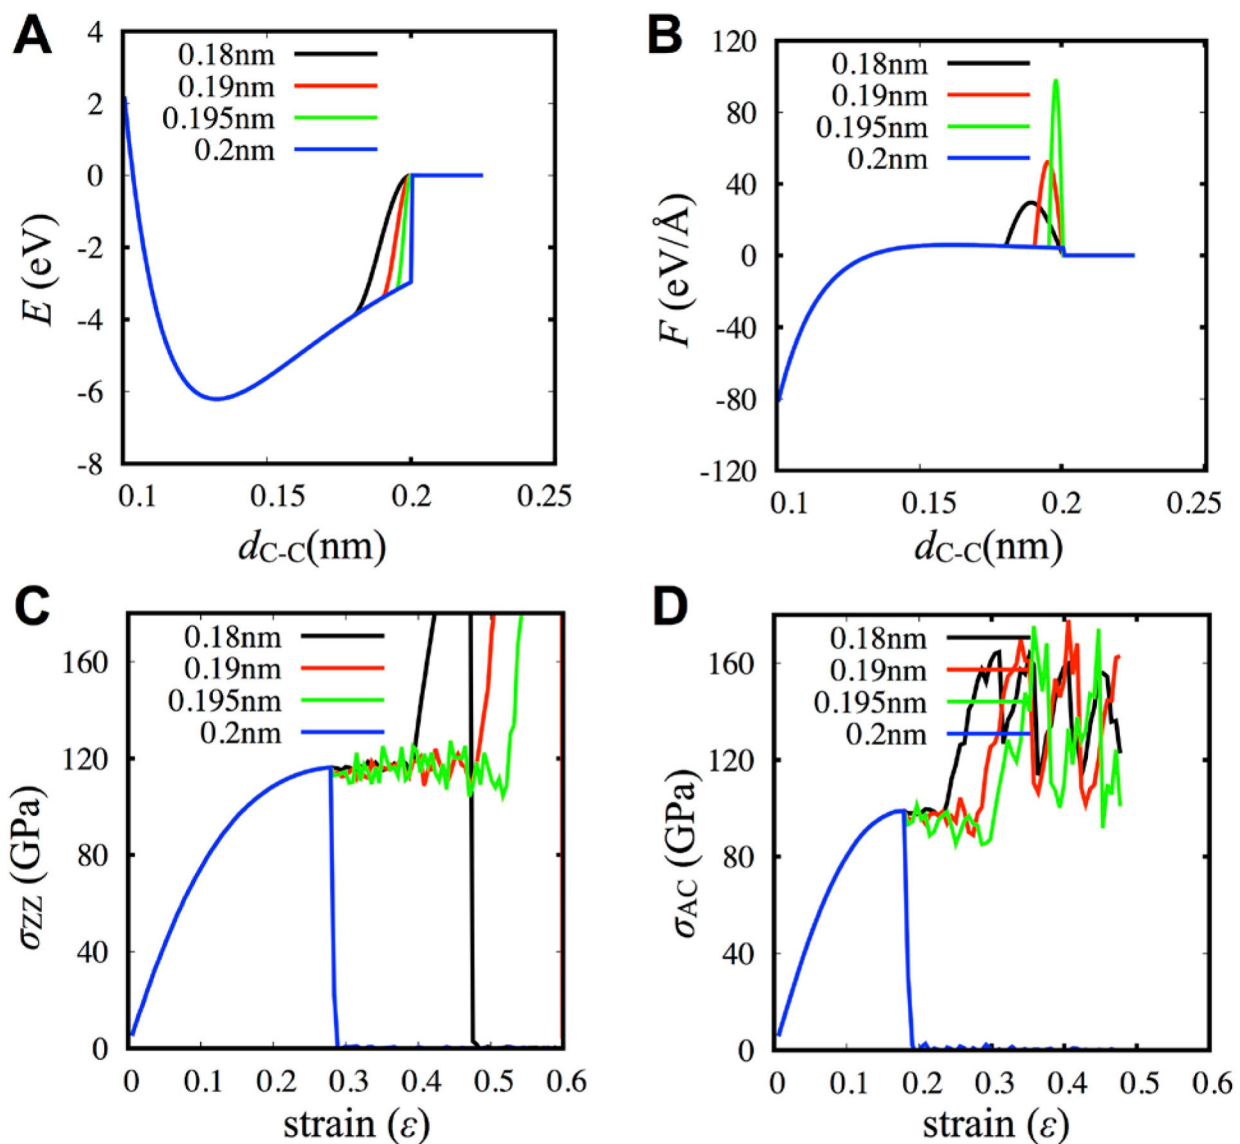 A
4
2
0
-2
-4
-6
-8
E (eV)
0.18nm
0.19nm
0.195nm
0.2nm
0.1
0.15
0.2
0.25
dC-C(nm)
B
120
80
40
0
-40
-80
-120
F (eV/Å)
0.18nm
0.19nm
0.195nm
0.2nm
0.1
0.15
0.2
0.25
dC-C(nm)
C
160
120
80
40
0
σZZ (GPa)
0.18nm
0.19nm
0.195nm
0.2nm
0
0.1
0.2
0.3
0.4
0.5
0.6
strain (ε)
D
160
120
80
40
0
σAC (GPa)
0.18nm
0.19nm
0.195nm
0.2nm
0
0.1
0.2
0.3
0.4
0.5
0.6
strain (ε)